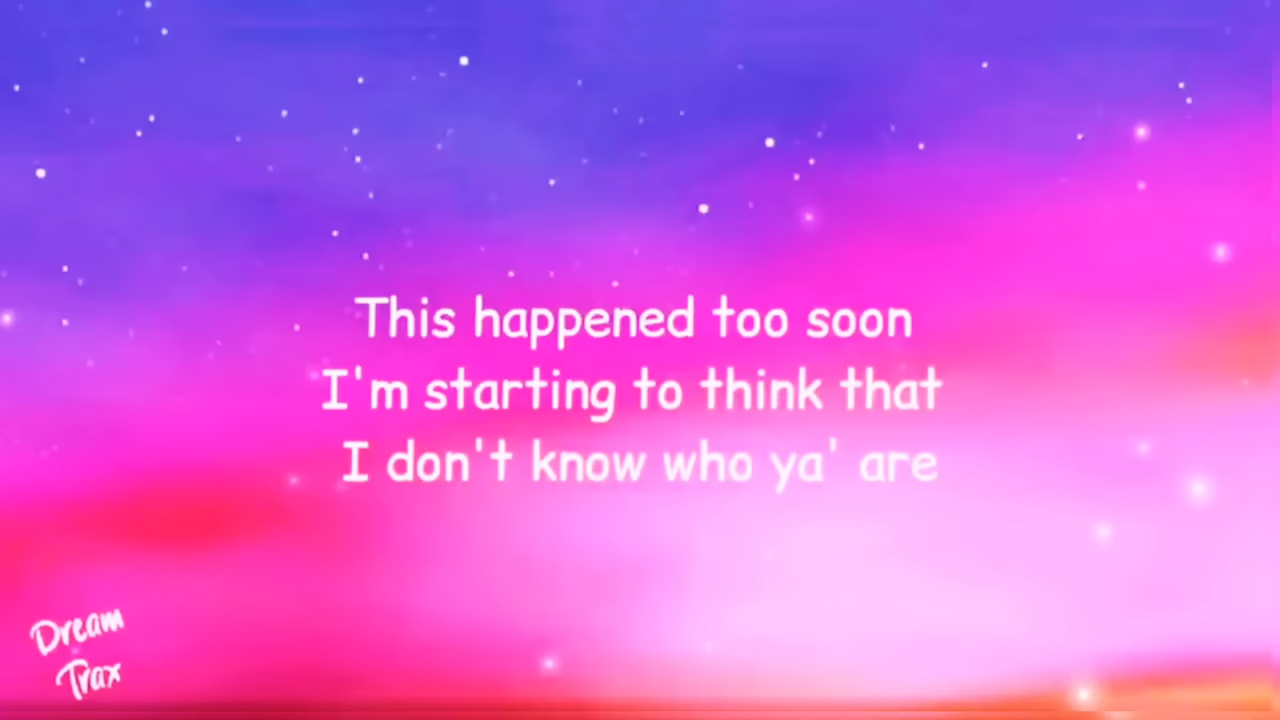 This happened too soon
I'm starting to think that
I don't know who ya' are
Dream
Trax